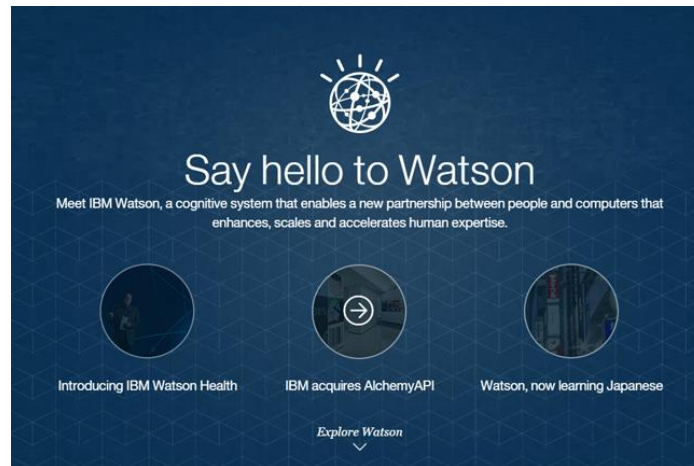 Say hello to Watson
Meet IBM Watson, a cognitive system that enables a new partnership between people and computers that
enhances, scales and accelerates human expertise.
Introducing IBM Watson Health
IBM acquires AlchemyAPI
Watson, now learning Japanese
Explore Watson